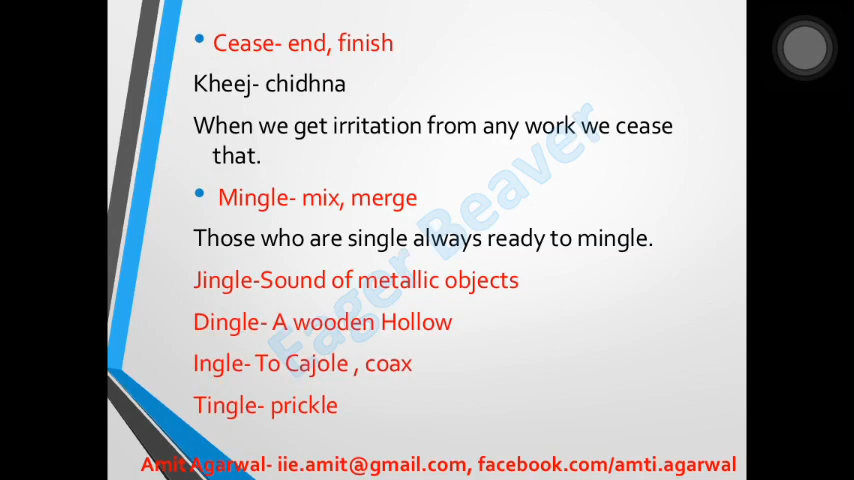 • Cease- end, finish
Kheej- chidhna
When we get irritation from any work we cease
that.
• Mingle- mix, merge
Those who are single always ready to mingle.
Jingle-Sound of metallic objects
Dingle- A wooden Hollow
Ingle- To Cajole , coax
Tingle- prickle
Eager Beaver
Amit Agarwal- iie.amit@gmail.com, facebook.com/amti.agarwal